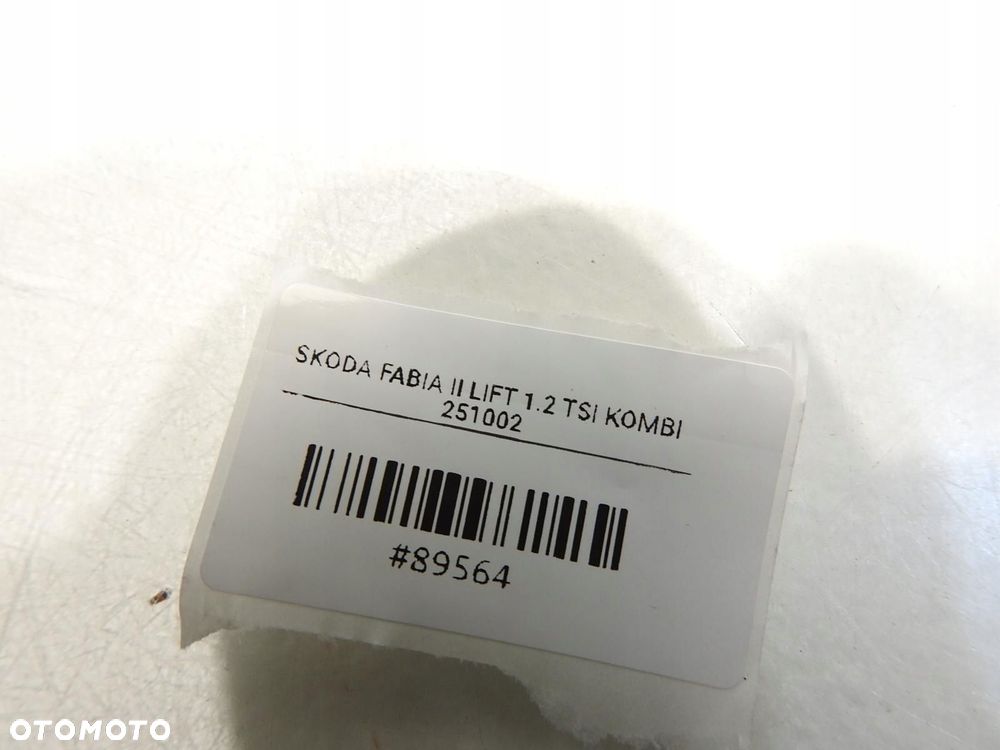 SKODA FABIA II LIFT 1.2 TSI KOMBI
251002
#89564
OTOMOTO